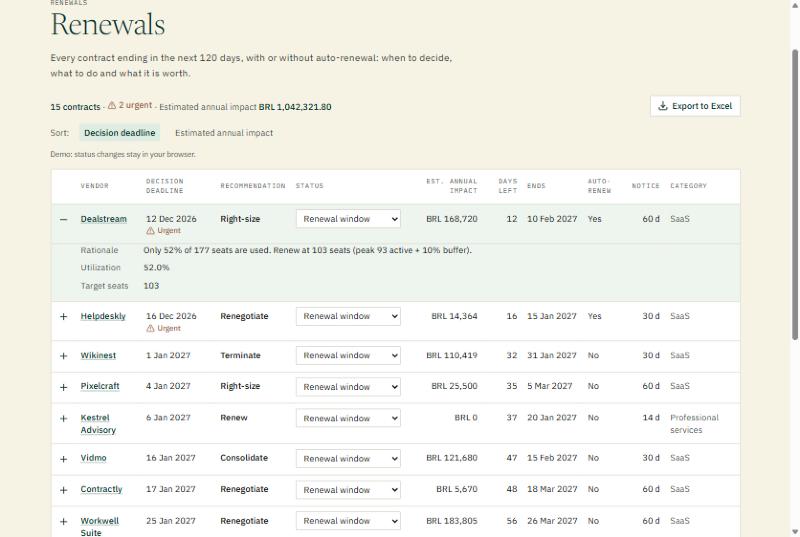 RENEWALS
Renewals
Every contract ending in the next 120 days, with or without auto-renewal: when to decide,
what to do and what it is worth.
15 contracts · 2 urgent · Estimated annual impact BRL 1,042,321.80
Export to Excel
Sort: Decision deadline Estimated annual impact
Demo: status changes stay in your browser.
VENDOR DECISION DEADLINE RECOMMENDATION STATUS EST. ANNUAL IMPACT DAYS LEFT ENDS AUTO-RENEW NOTICE CATEGORY
− Dealstream 12 Dec 2026 Right-size Renewal window BRL 168,720 12 10 Feb 2027 Yes 60 d SaaS
Urgent
Rationale Only 52% of 177 seats are used. Renew at 103 seats (peak 93 active + 10% buffer).
Utilization 52.0%
Target seats 103
+ Helpdeskly 16 Dec 2026 Renegotiate Renewal window BRL 14,364 16 15 Jan 2027 Yes 30 d SaaS
Urgent
+ Wikinest 1 Jan 2027 Terminate Renewal window BRL 110,419 32 31 Jan 2027 No 30 d SaaS
+ Pixelcraft 4 Jan 2027 Right-size Renewal window BRL 25,500 35 5 Mar 2027 No 60 d SaaS
+ Kestrel Advisory 6 Jan 2027 Renew Renewal window BRL 0 37 20 Jan 2027 No 14 d Professional services
+ Vidmo 16 Jan 2027 Consolidate Renewal window BRL 121,680 47 15 Feb 2027 No 30 d SaaS
+ Contractly 17 Jan 2027 Renegotiate Renewal window BRL 5,670 48 18 Mar 2027 No 60 d SaaS
+ Workwell Suite 25 Jan 2027 Renegotiate Renewal window BRL 183,805 56 26 Mar 2027 No 60 d SaaS